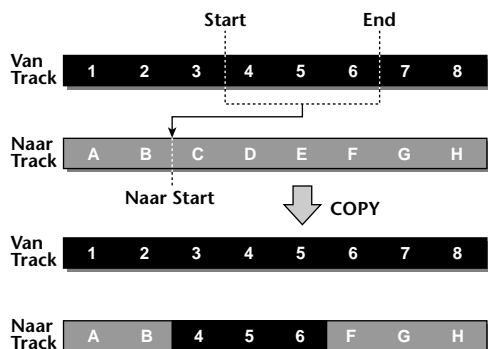 Start End
Van
Track 1 2 3 4 5 6 7 8
Naar
Track A B C D E F G H
Naar Start
COPY
Van
Track 1 2 3 4 5 6 7 8
Naar
Track A B 4 5 6 F G H